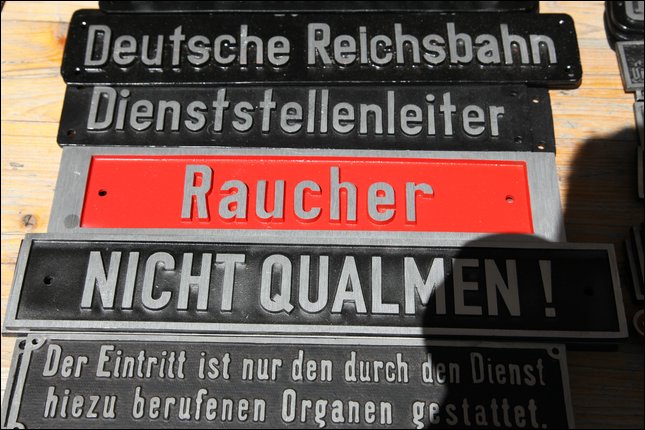 Deutsche Reichsbahn
Dienststellenleiter
Raucher
NICHT QUALMEN !
Der Eintritt ist nur den durch den Dienst
hiezu berufenen Organen gestattet.